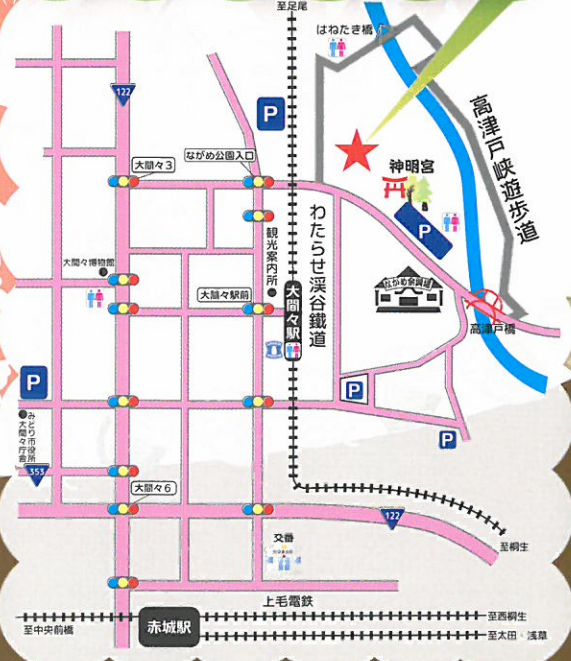 至足尾
はねたき橋
122
P
ながめ公園入口
大間々3
高津戸峡遊歩道
神明宮
P
わたらせ渓谷鐵道
観光案内所
大間々博物館
大間々駅前
大間々駅
ながめ余興場
高津戸橋
P
P
P
みどり市役所
大間々庁舎
353
大間々6
122
交番
至桐生
上毛電鉄
至中央前橋
赤城駅
至西桐生
至太田・浅草